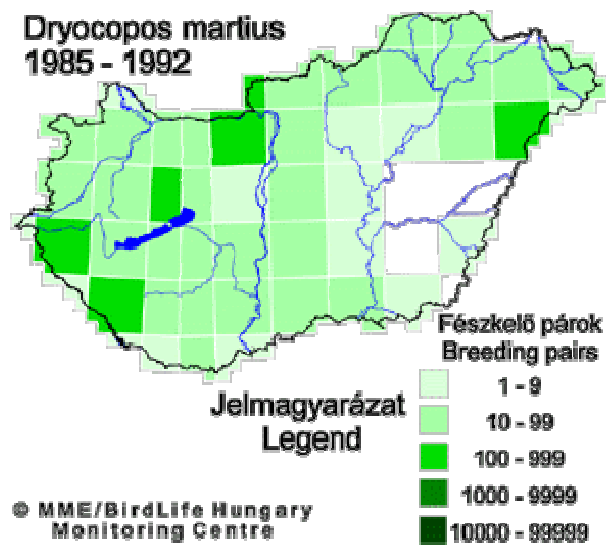 Dryocopos martius
1985 - 1992
Fészkelő párok
Breeding pairs
Jelmagyarázat
Legend
1 - 9
10 - 99
100 - 999
1000 - 9999
10000 - 99999
© MME/BirdLife Hungary
Monitoring Centre